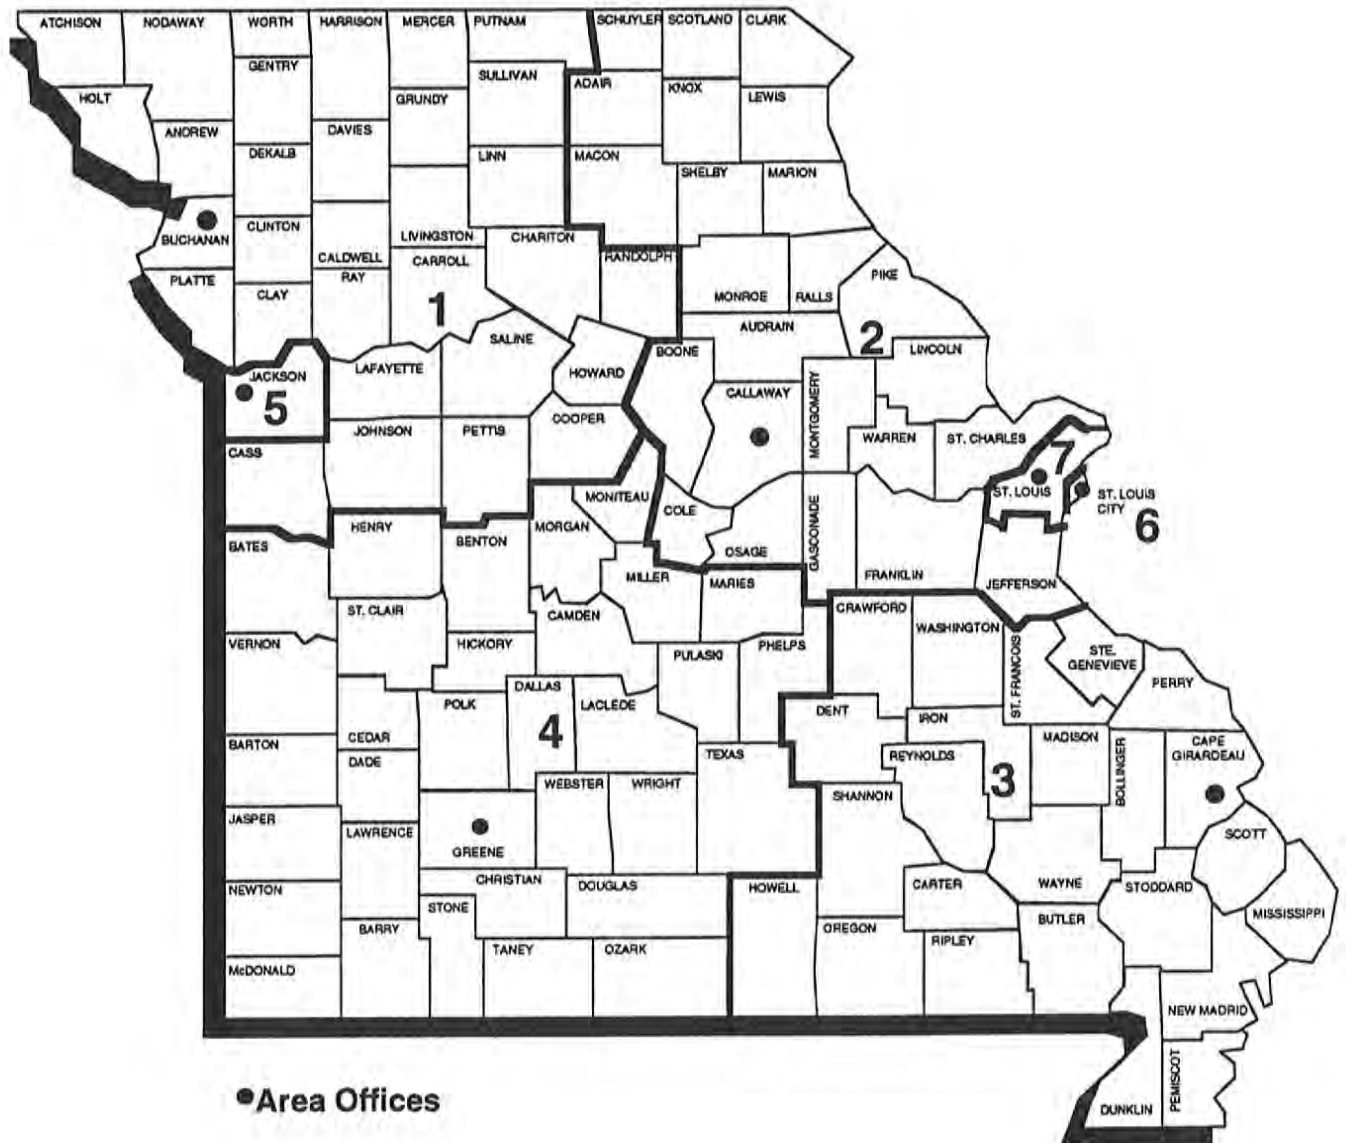 ATCHISON NODAWAY WORTH HARRISON MERCER PUTNAM SCHUYLER SCOTLAND CLARK
GENTRY SULLIVAN ADAIR KNOX
HOLT GRUNDY LEWIS
ANDREW DAVIES
DEKALB LINN MACON
SHELBY MARION
BUCHANAN CLINTON LIVINGSTON CHARITON
CALDWELL CARROLL RANDOLPH
PLATTE RAY PIKE
CLAY 1 MONROE RALLS
AUDRAIN
SALINE 2 LINCOLN
BOONE
JACKSON LAFAYETTE HOWARD
5 CALLAWAY MONTGOMERY
COOPER
JOHNSON PETTIS WARREN ST. CHARLES
CASS 7
MONITEAU ST. LOUIS ST. LOUIS
CITY
COLE 6
HENRY MORGAN GASCONADE
BATES BENTON OSAGE
MILLER MARIES FRANKLIN JEFFERSON
ST. CLAIR CAMDEN CRAWFORD
WASHINGTON
VERNON HICKORY PULASKI PHELPS ST. FRANCOIS STE.
GENEVIEVE
DALLAS PERRY
POLK LACLEDE DENT
IRON
CEDAR 4 MADISON CAPE
GIRARDEAU
BARTON TEXAS REYNOLDS BOLLINGER
DADE 3
WEBSTER WRIGHT SHANNON
JASPER LAWRENCE SCOTT
GREENE
CHRISTIAN DOUGLAS HOWELL CARTER WAYNE STODDARD
NEWTON
STONE MISSISSIPPI
BARRY OREGON BUTLER
TANEY OZARK RIPLEY
McDONALD
NEW MADRID
PEMISCOT
Area Offices DUNKLIN